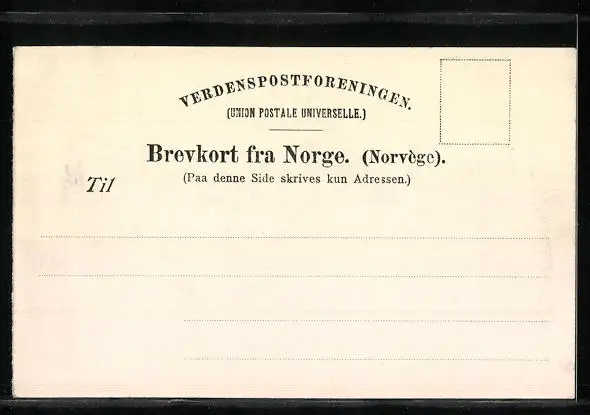 VERDENSPOSTFORENINGEN.
(UNION POSTALE UNIVERSELLE.)
Brevkort fra Norge. (Norvège).
(Paa denne Side skrives kun Adressen.)
Til